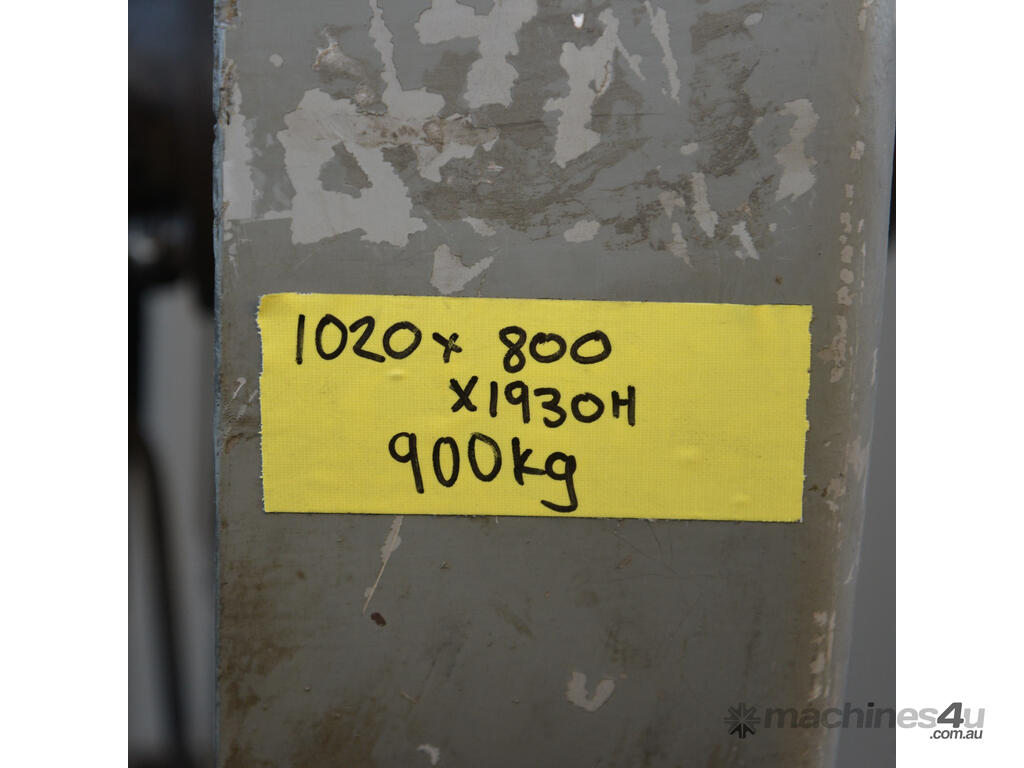 1020x 800
X1930H
900kg
machines4u
.com.au